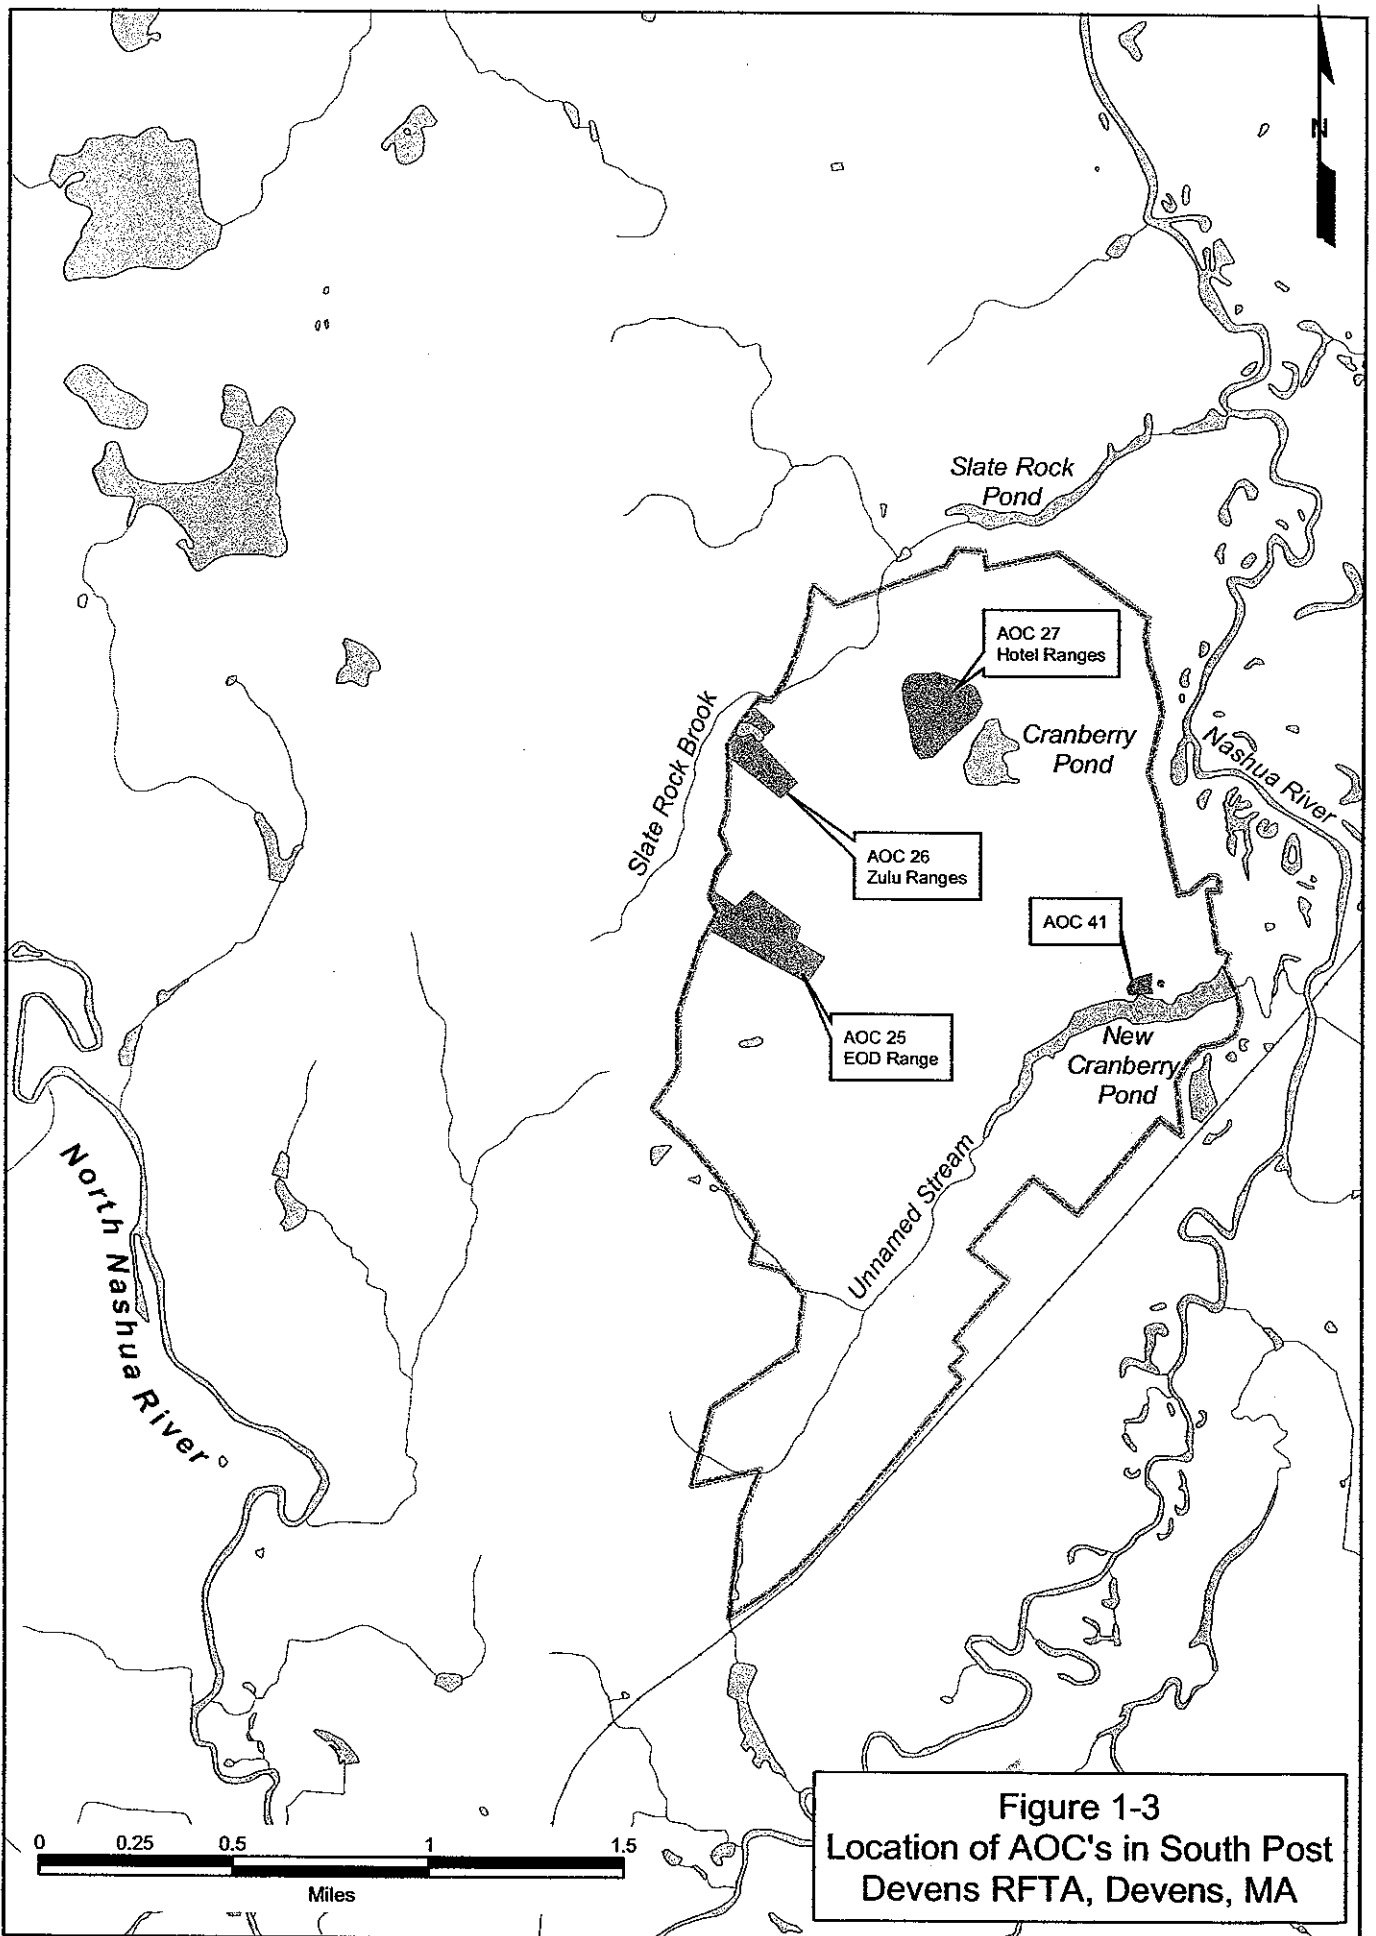 N
Slate Rock
Pond
AOC 27
Hotel Ranges
Cranberry
Pond
Nashua River
Slate Rock Brook
AOC 26
Zulu Ranges
AOC 41
AOC 25
EOD Range
New
Cranberry
Pond
Unnamed Stream
North Nashua River
0 0.25 0.5 1 1.5
Miles
Figure 1-3
Location of AOC's in South Post
Devens RFTA, Devens, MA